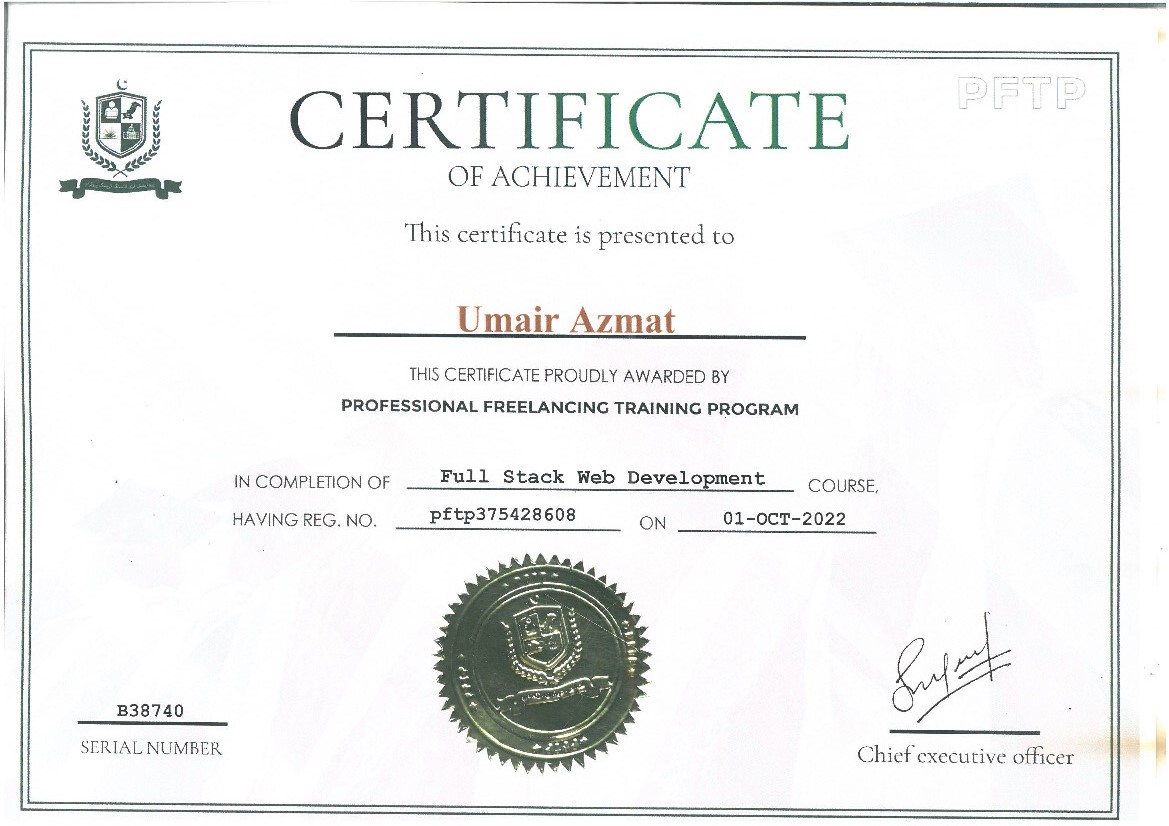 PFTP
CERTIFICATE
OF ACHIEVEMENT
This certificate is presented to
Umair Azmat
THIS CERTIFICATE PROUDLY AWARDED BY
PROFESSIONAL FREELANCING TRAINING PROGRAM
IN COMPLETION OF Full Stack Web Development COURSE,
HAVING REG. NO. pftp375428608 ON 01-OCT-2022
B38740
SERIAL NUMBER
Chief executive officer